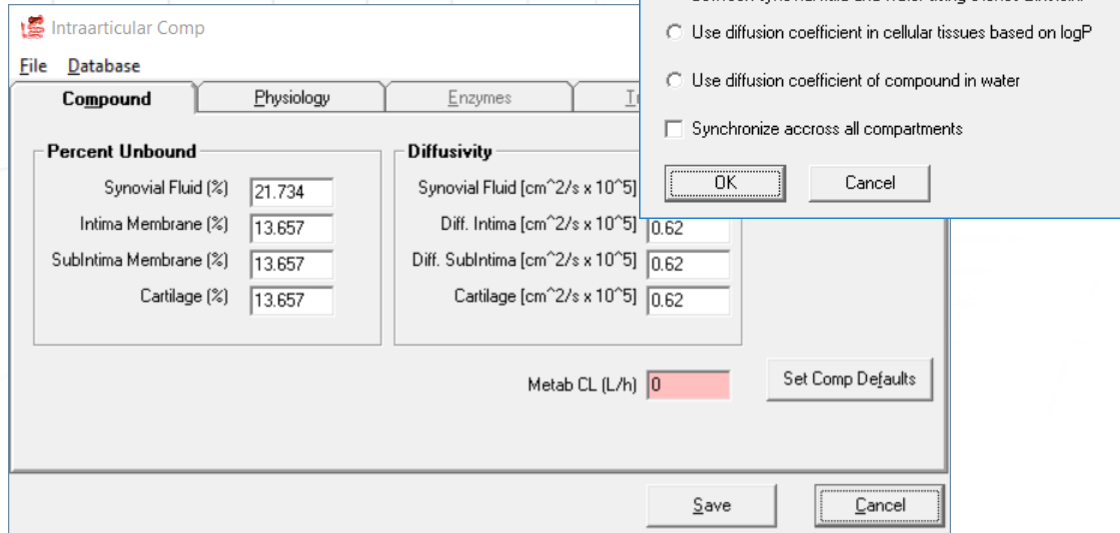 Intraarticular Comp
File Database
Compound Physiology Enzymes
Percent Unbound
Synovial Fluid (%) 21.734
Intima Membrane (%) 13.657
SubIntima Membrane (%) 13.657
Cartilage (%) 13.657
Diffusivity
Synovial Fluid [cm^2/s x 10^5]
Diff. Intima [cm^2/s x 10^5] 0.62
Diff. SubIntima [cm^2/s x 10^5] 0.62
Cartilage [cm^2/s x 10^5] 0.62
Metab CL (L/h) 0
Set Comp Defaults
Save Cancel
Use diffusion coefficient in cellular tissues based on logP
Use diffusion coefficient of compound in water
Synchronize accross all compartments
OK Cancel